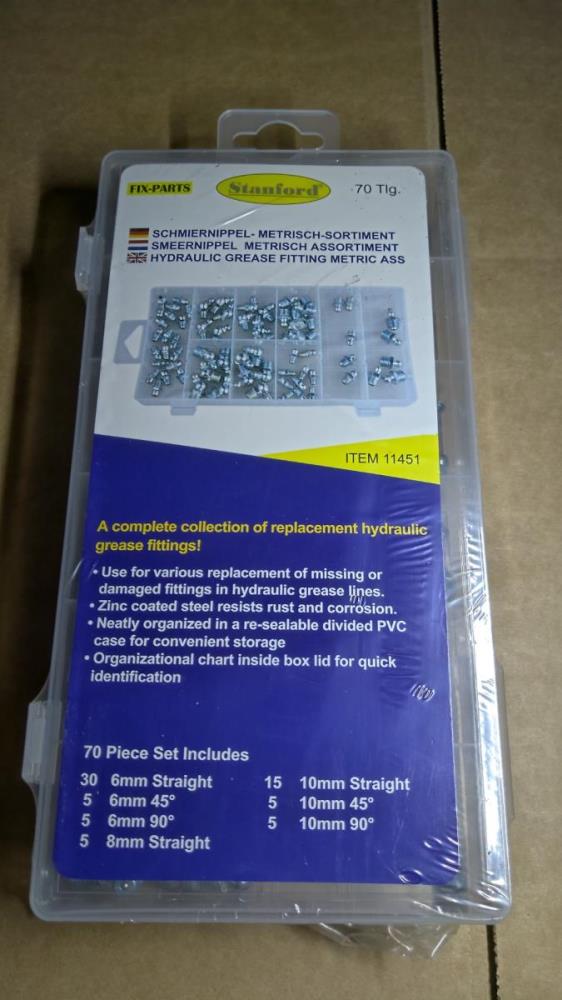 FIX-PARTS
Stanford®
70 Tlg.
SCHMIERNIPPEL- METRISCH-SORTIMENT
SMEERNIPPEL METRISCH ASSORTIMENT
HYDRAULIC GREASE FITTING METRIC ASS
ITEM 11451
A complete collection of replacement hydraulic
grease fittings!
• Use for various replacement of missing or
damaged fittings in hydraulic grease lines.
• Zinc coated steel resists rust and corrosion.
• Neatly organized in a re-sealable divided PVC
case for convenient storage
• Organizational chart inside box lid for quick
identification
70 Piece Set Includes
30 6mm Straight 15 10mm Straight
5 6mm 45° 5 10mm 45°
5 6mm 90° 5 10mm 90°
5 8mm Straight